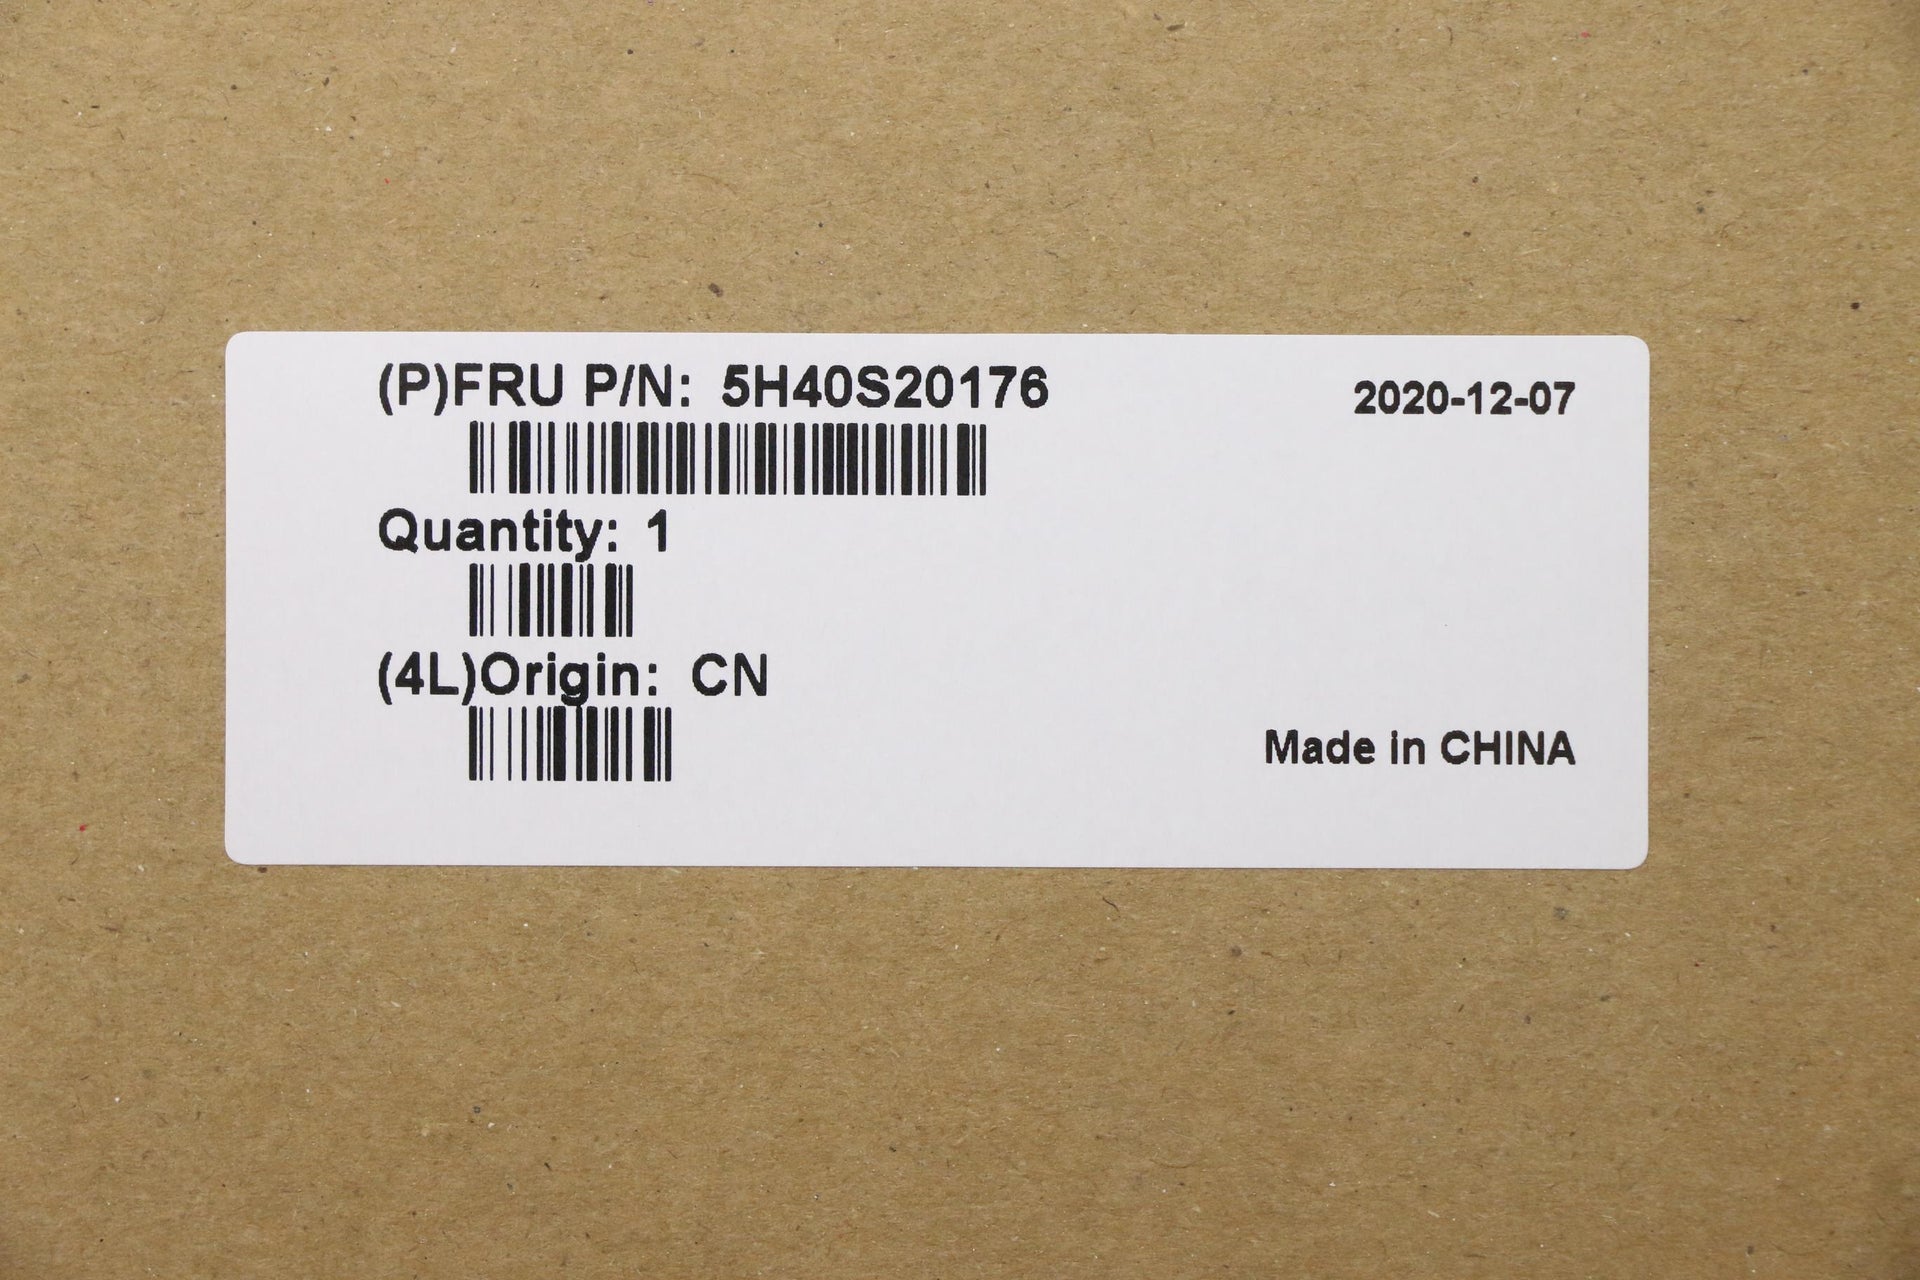 (P)FRU P/N: 5H40S20176
2020-12-07
Quantity: 1
(4L)Origin: CN
Made in CHINA